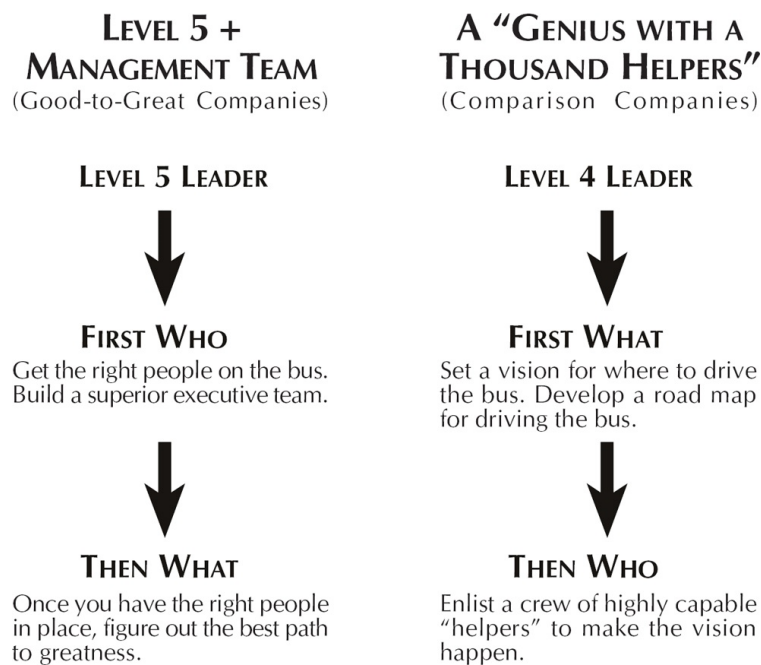 LEVEL 5 +
MANAGEMENT TEAM
(Good-to-Great Companies)
LEVEL 5 LEADER
FIRST WHO
Get the right people on the bus.
Build a superior executive team.
THEN WHAT
Once you have the right people
in place, figure out the best path
to greatness.
A “GENIUS WITH A
THOUSAND HELPERS”
(Comparison Companies)
LEVEL 4 LEADER
FIRST WHAT
Set a vision for where to drive
the bus. Develop a road map
for driving the bus.
THEN WHO
Enlist a crew of highly capable
“helpers” to make the vision
happen.